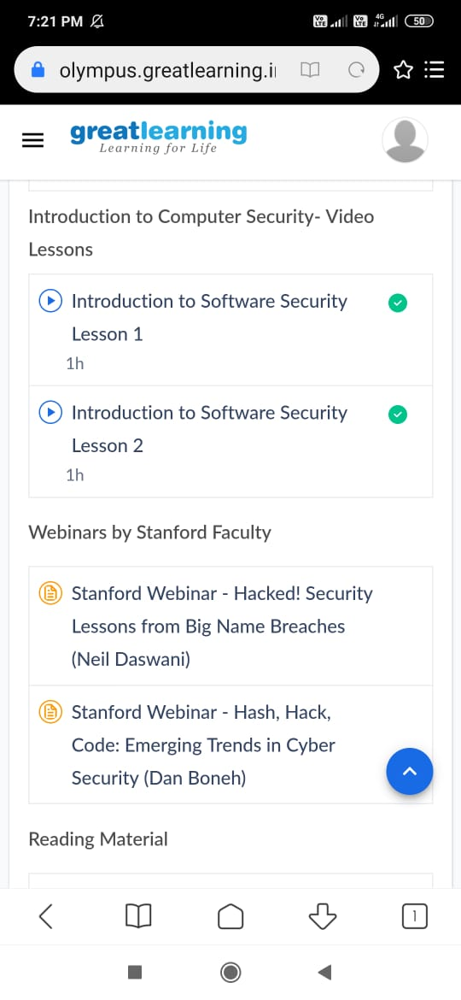 7:21 PM
Vo LTE Vo LTE 4G 50
olympus.greatlearning.i
greatlearning
Learning for Life
Introduction to Computer Security- Video
Lessons
Introduction to Software Security
Lesson 1
1h
Introduction to Software Security
Lesson 2
1h
Webinars by Stanford Faculty
Stanford Webinar - Hacked! Security
Lessons from Big Name Breaches
(Neil Daswani)
Stanford Webinar - Hash, Hack,
Code: Emerging Trends in Cyber
Security (Dan Boneh)
Reading Material
1